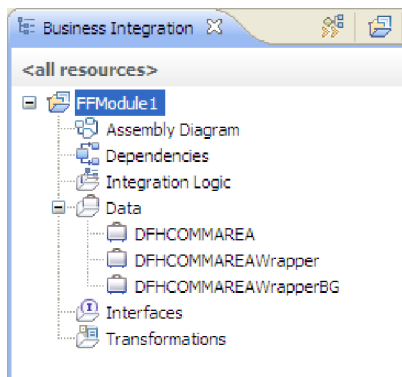 Business Integration
<all resources>
FFModule1
Assembly Diagram
Dependencies
Integration Logic
Data
DFHCOMMAREA
DFHCOMMAREAWrapper
DFHCOMMAREAWrapperBG
Interfaces
Transformations